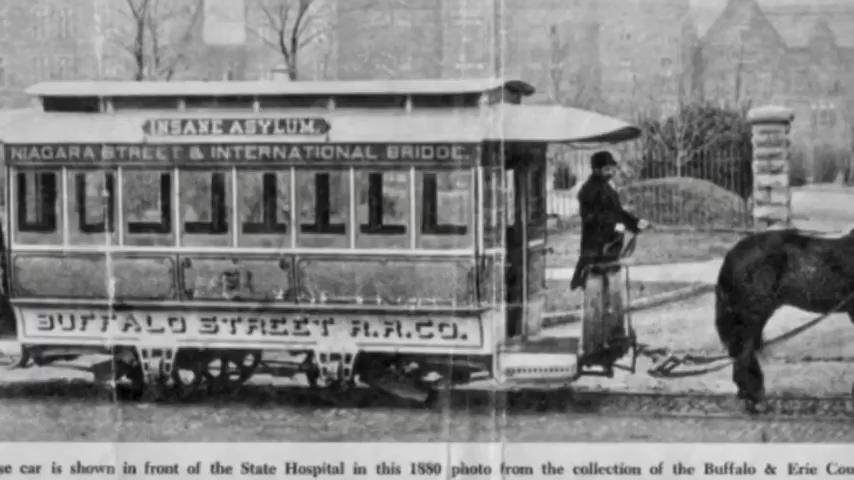 INSANE ASYLUM.
NIAGARA STREET & INTERNATIONAL BRIDGE.
BUFFALO STREET R.R.CO.
se car is shown in front of the State Hospital in this 1880 photo from the collection of the Buffalo & Erie Cou